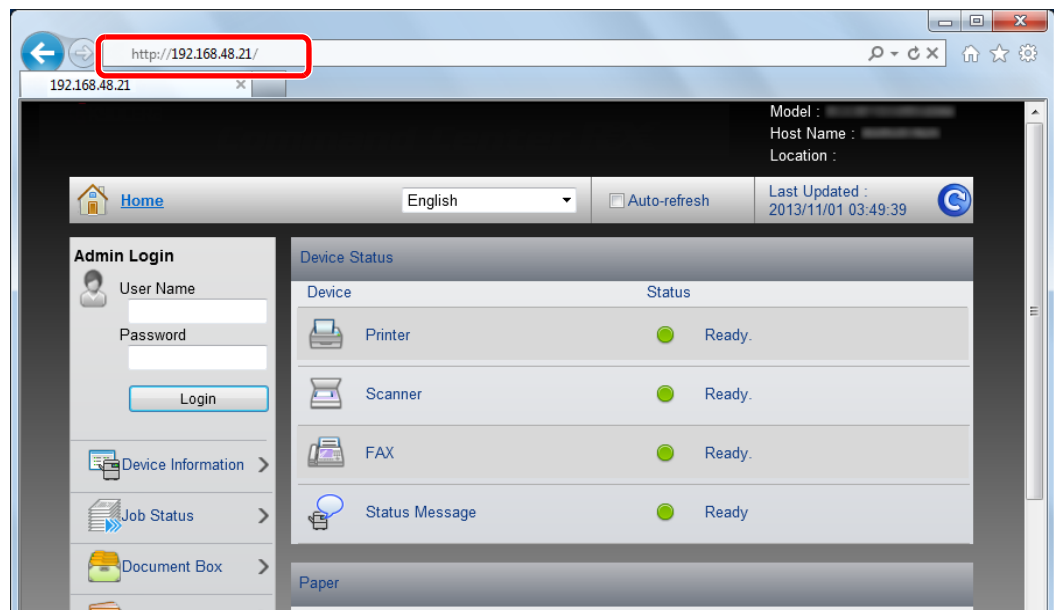 http://192.168.48.21/
192.168.48.21
Model :
Host Name :
Location :
Home
English
Auto-refresh
Last Updated :
2013/11/01 03:49:39
Admin Login
User Name
Password
Login
Device Information
Job Status
Document Box
Device Status
Device Status
Printer Ready.
Scanner Ready.
FAX Ready.
Status Message Ready
Paper